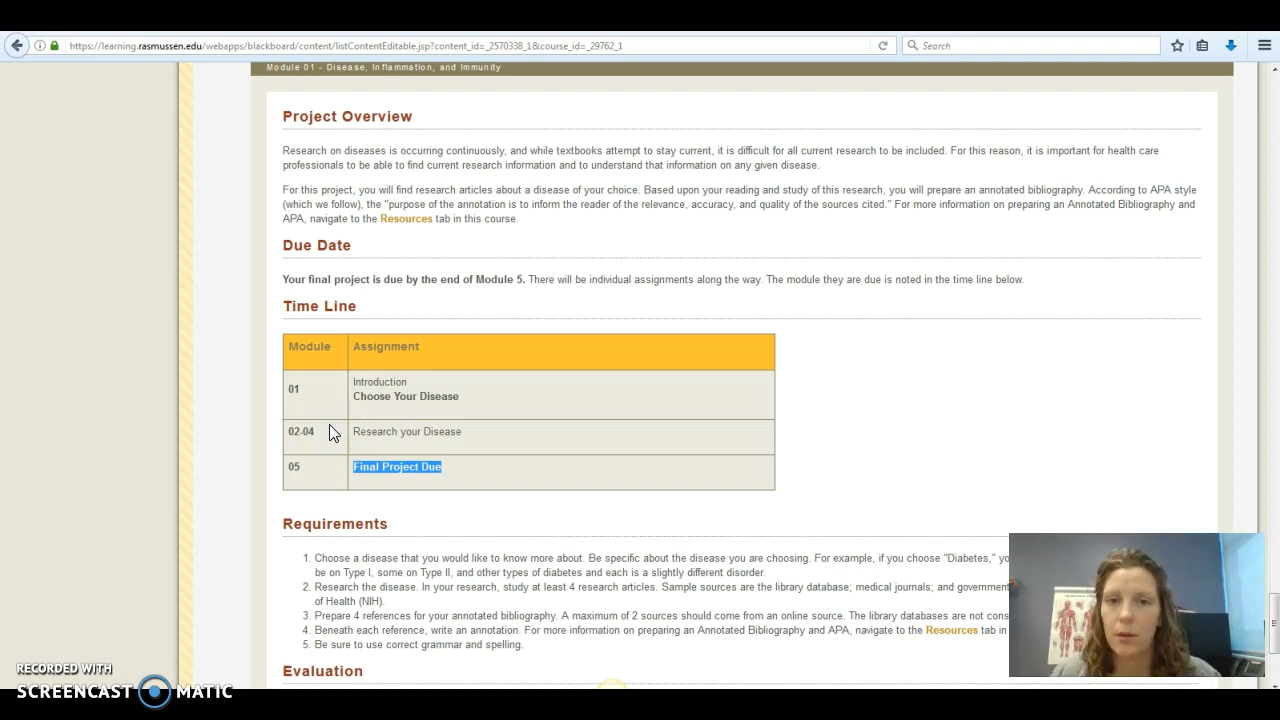 https://learning.rasmussen.edu/webapps/blackboard/content/listContentEditable.jsp?content_id=_2570338_1&course_id=_29762_1
Search
Module 01 - Disease, Inflammation, and Immunity
Project Overview
Research on diseases is occurring continuously, and while textbooks attempt to stay current, it is difficult for all current research to be included. For this reason, it is important for health care
professionals to be able to find current research information and to understand that information on any given disease.
For this project, you will find research articles about a disease of your choice. Based upon your reading and study of this research, you will prepare an annotated bibliography. According to APA style
(which we follow), the "purpose of the annotation is to inform the reader of the relevance, accuracy, and quality of the sources cited." For more information on preparing an Annotated Bibliography and
APA, navigate to the Resources tab in this course.
Due Date
Your final project is due by the end of Module 5. There will be individual assignments along the way. The module they are due is noted in the time line below.
Time Line
Module Assignment
01 Introduction
Choose Your Disease
02-04 Research your Disease
05 Final Project Due
Requirements
1. Choose a disease that you would like to know more about. Be specific about the disease you are choosing. For example, if you choose "Diabetes,"
be on Type I, some on Type II, and other types of diabetes and each is a slightly different disorder.
2. Research the disease. In your research, study at least 4 research articles. Sample sources are the library database; medical journals; and
of Health (NIH).
3. Prepare 4 references for your annotated bibliography. A maximum of 2 sources should come from an online source. The library databases are not
4. Beneath each reference, write an annotation. For more information on preparing an Annotated Bibliography and APA, navigate to the Resources tab in
5. Be sure to use correct grammar and spelling.
Evaluation
RECORDED WITH
SCREENCAST MATIC